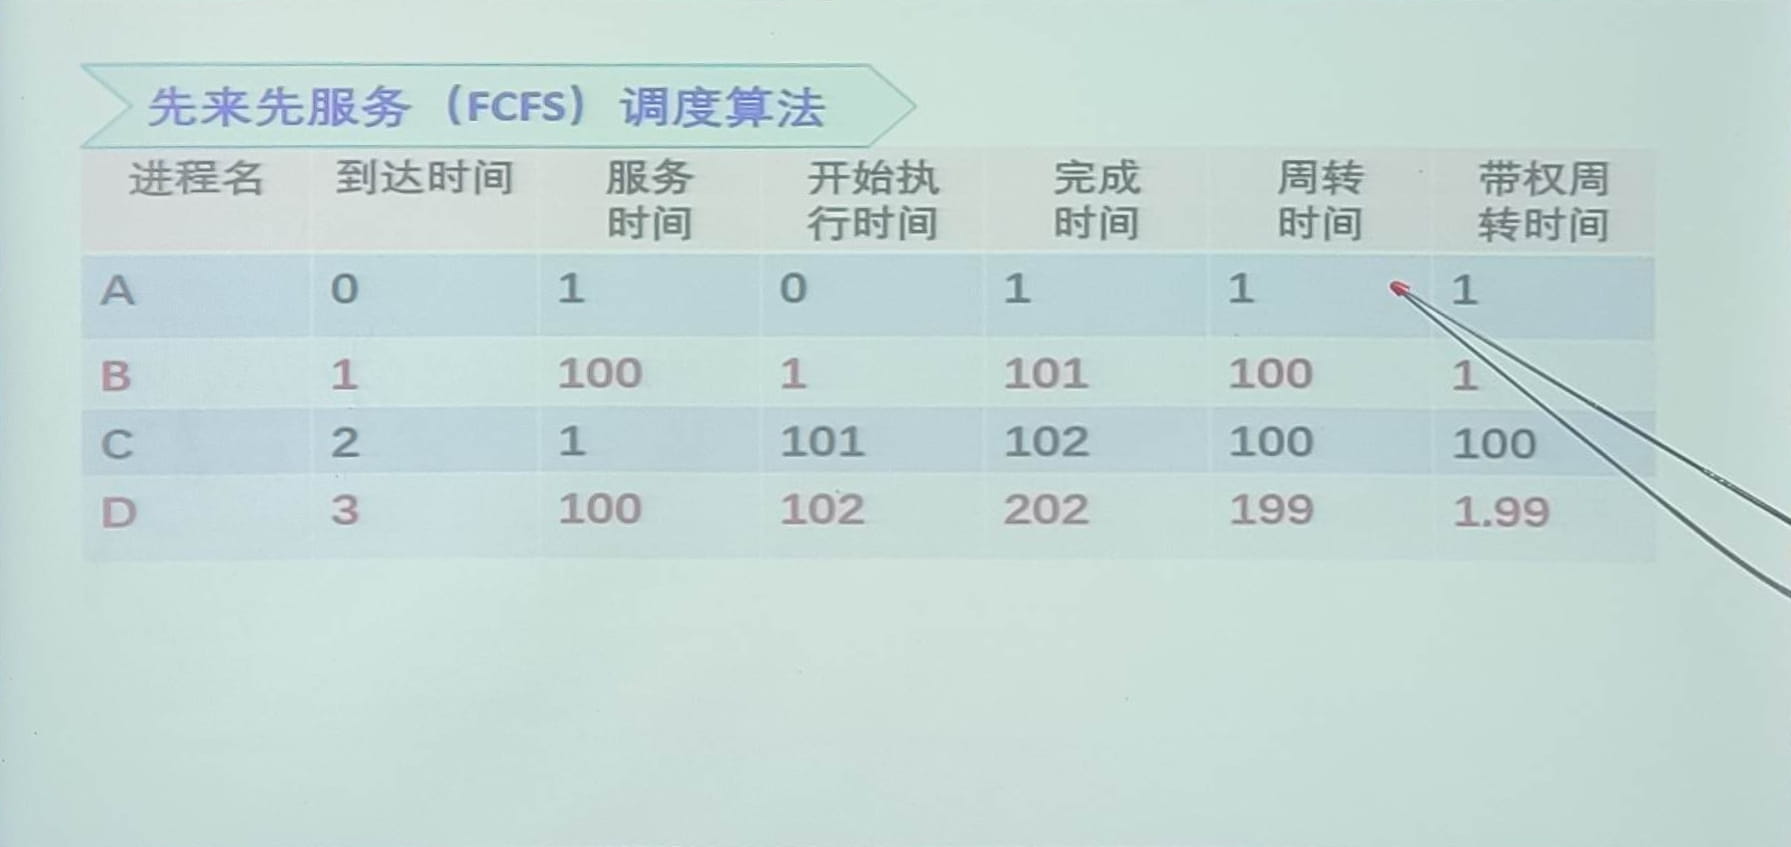 先来先服务（FCFS）调度算法
进程名 到达时间 服务时间 开始执行时间 完成时间 周转时间 带权周转时间
A 0 1 0 1 1 1
B 1 100 1 101 100 1
C 2 1 101 102 100 100
D 3 100 102 202 199 1.99